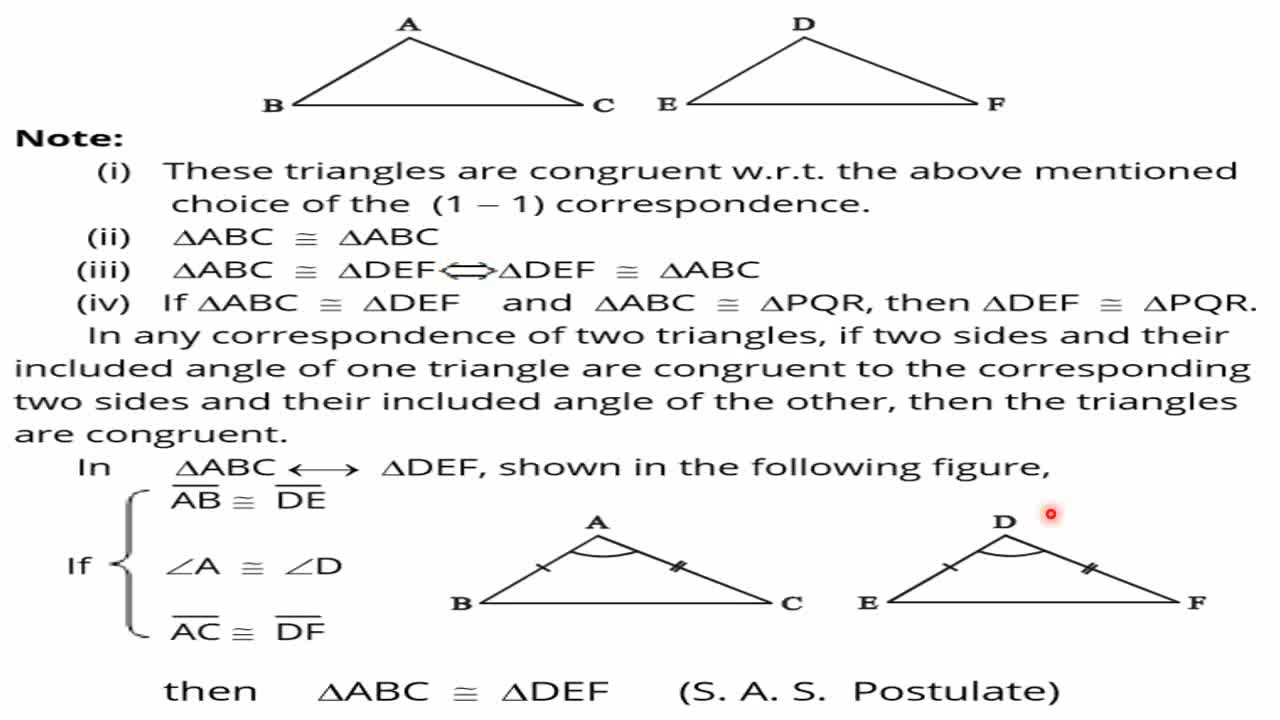 A D
B C E F
Note:
(i) These triangles are congruent w.r.t. the above mentioned
choice of the (1 – 1) correspondence.
(ii) ΔABC ≅ ΔABC
(iii) ΔABC ≅ ΔDEF⟺ΔDEF ≅ ΔABC
(iv) If ΔABC ≅ ΔDEF and ΔABC ≅ ΔPQR, then ΔDEF ≅ ΔPQR.
In any correspondence of two triangles, if two sides and their
included angle of one triangle are congruent to the corresponding
two sides and their included angle of the other, then the triangles
are congruent.
In ΔABC ⟷ ΔDEF, shown in the following figure,
A̅B̅ ≅ D̅E̅
A D
If { ∠A ≅ ∠D
B C E F
A̅C̅ ≅ D̅F̅
then ΔABC ≅ ΔDEF (S. A. S. Postulate)